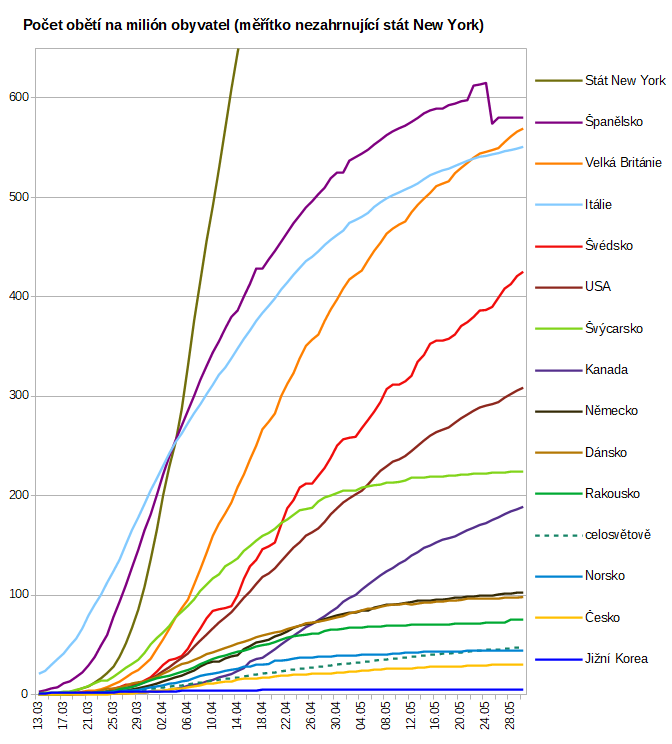 Počet obětí na milión obyvatel (měřítko nezahrnující stát New York)
600
500
400
300
200
100
0
13.03
17.03
21.03
25.03
29.03
02.04
06.04
10.04
14.04
18.04
22.04
26.04
30.04
04.05
08.05
12.05
16.05
20.05
24.05
28.05
Stát New York
Španělsko
Velká Británie
Itálie
Švédsko
USA
Švýcarsko
Kanada
Německo
Dánsko
Rakousko
celosvětově
Norsko
Česko
Jižní Korea